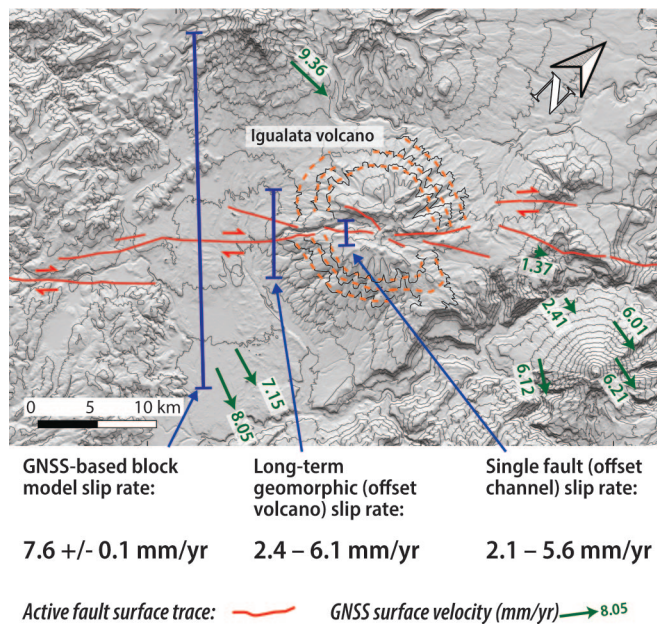 9.36
N
Igualata volcano
1.37
2.41
6.01
6.12
6.21
7.15
8.05
0 5 10 km
GNSS-based block
model slip rate:
7.6 +/- 0.1 mm/yr
Long-term
geomorphic (offset
volcano) slip rate:
2.4 – 6.1 mm/yr
Single fault (offset
channel) slip rate:
2.1 – 5.6 mm/yr
Active fault surface trace:
GNSS surface velocity (mm/yr)
8.05